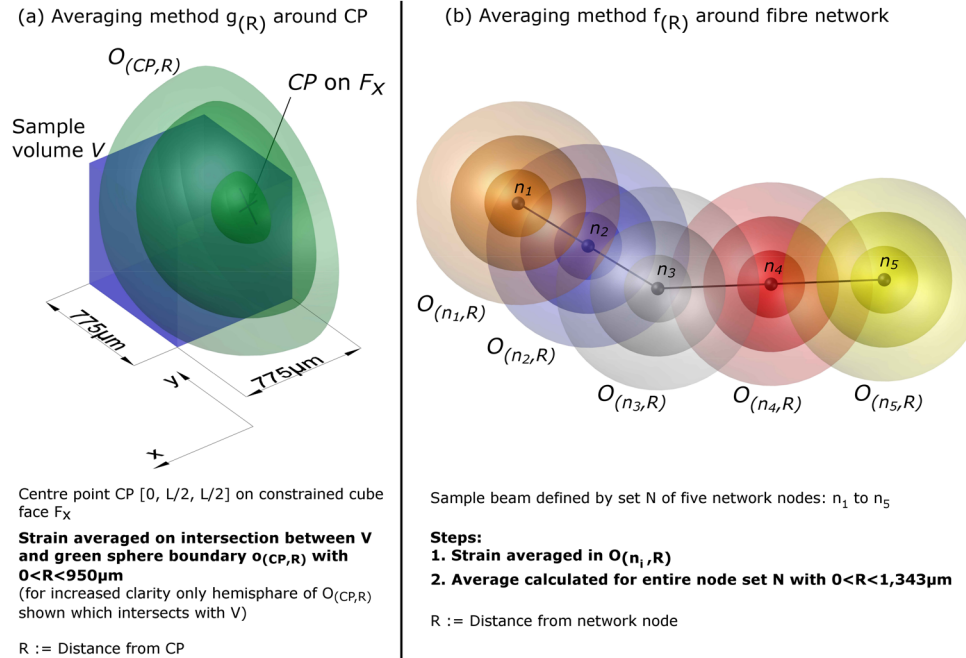 (a) Averaging method g(R) around CP
O(CP,R)
CP on Fx
Sample
volume V
775µm
775µm
y
x
Centre point CP [0, L/2, L/2] on constrained cube
face Fx
Strain averaged on intersection between V
and green sphere boundary o(CP,R) with
0<R<950µm
(for increased clarity only hemisphare of O(CP,R)
shown which intersects with V)
R := Distance from CP
(b) Averaging method f(R) around fibre network
n1
n2
n3
n4
n5
O(n1,R)
O(n2,R)
O(n3,R)
O(n4,R)
O(n5,R)
Sample beam defined by set N of five network nodes: n1 to n5
Steps:
1. Strain averaged in O(ni,R)
2. Average calculated for entire node set N with 0<R<1,343µm
R := Distance from network node